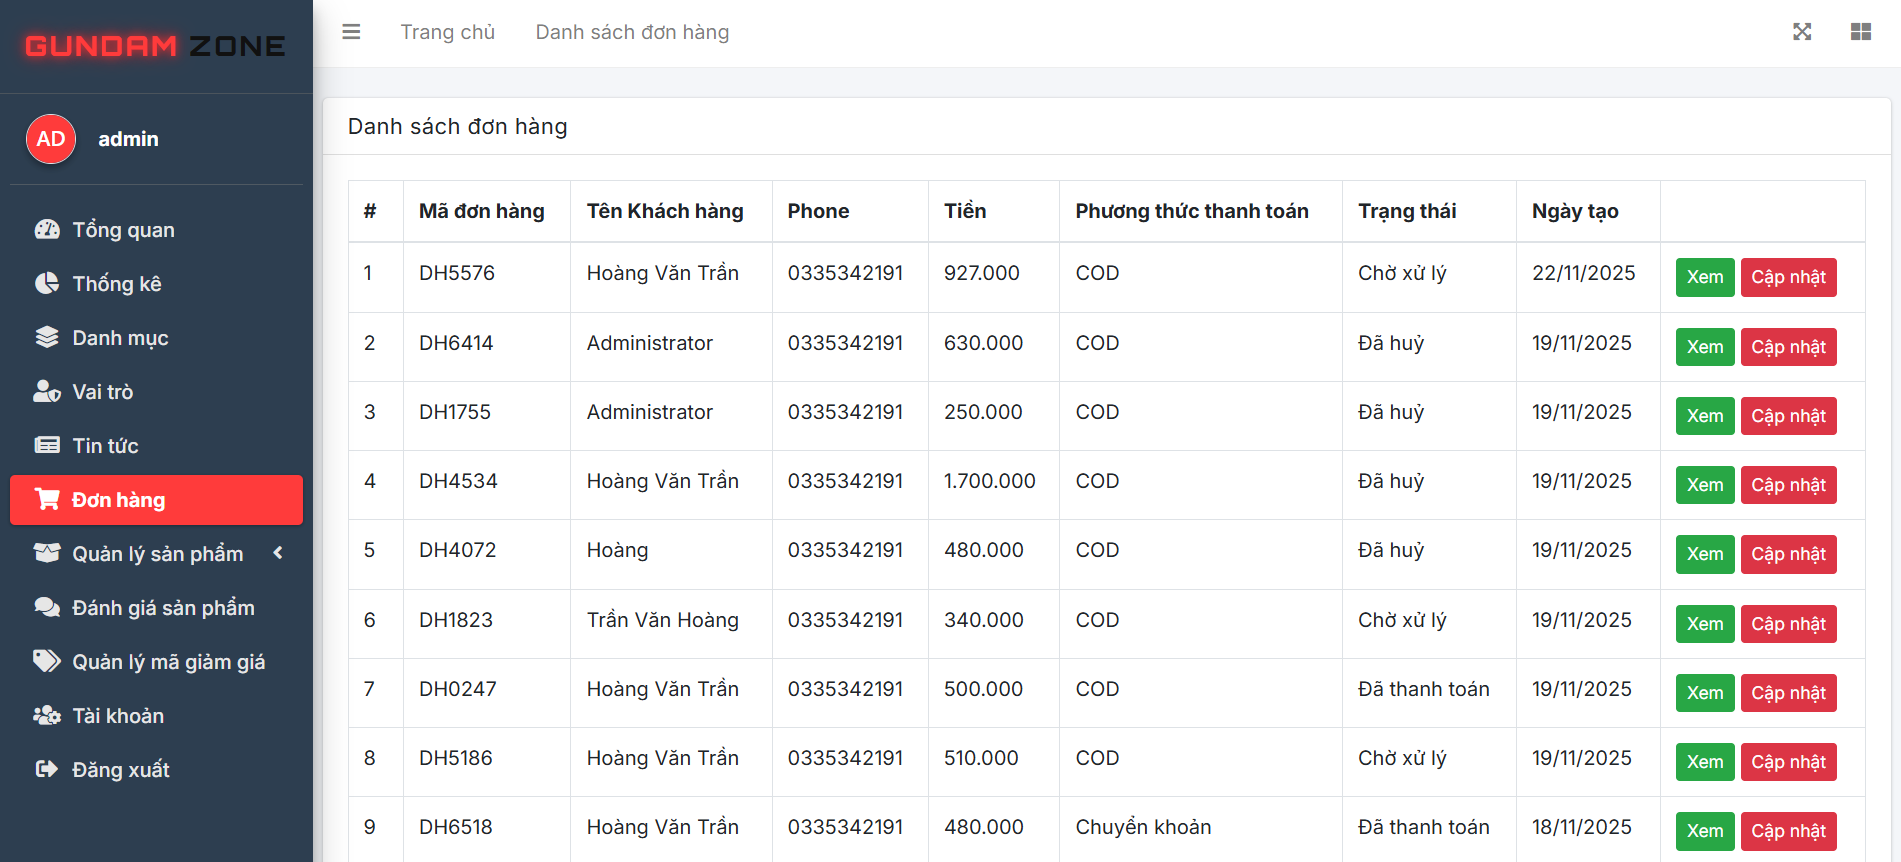 GUNDAM ZONE
Trang chủ Danh sách đơn hàng
AD admin
Tổng quan
Thống kê
Danh mục
Vai trò
Tin tức
Đơn hàng
Quản lý sản phẩm
Đánh giá sản phẩm
Quản lý mã giảm giá
Tài khoản
Đăng xuất
Danh sách đơn hàng
# Mã đơn hàng Tên Khách hàng Phone Tiền Phương thức thanh toán Trạng thái Ngày tạo
1 DH5576 Hoàng Văn Trần 0335342191 927.000 COD Chờ xử lý 22/11/2025 Xem Cập nhật
2 DH6414 Administrator 0335342191 630.000 COD Đã huỷ 19/11/2025 Xem Cập nhật
3 DH1755 Administrator 0335342191 250.000 COD Đã huỷ 19/11/2025 Xem Cập nhật
4 DH4534 Hoàng Văn Trần 0335342191 1.700.000 COD Đã huỷ 19/11/2025 Xem Cập nhật
5 DH4072 Hoàng 0335342191 480.000 COD Đã huỷ 19/11/2025 Xem Cập nhật
6 DH1823 Trần Văn Hoàng 0335342191 340.000 COD Chờ xử lý 19/11/2025 Xem Cập nhật
7 DH0247 Hoàng Văn Trần 0335342191 500.000 COD Đã thanh toán 19/11/2025 Xem Cập nhật
8 DH5186 Hoàng Văn Trần 0335342191 510.000 COD Chờ xử lý 19/11/2025 Xem Cập nhật
9 DH6518 Hoàng Văn Trần 0335342191 480.000 Chuyển khoản Đã thanh toán 18/11/2025 Xem Cập nhật